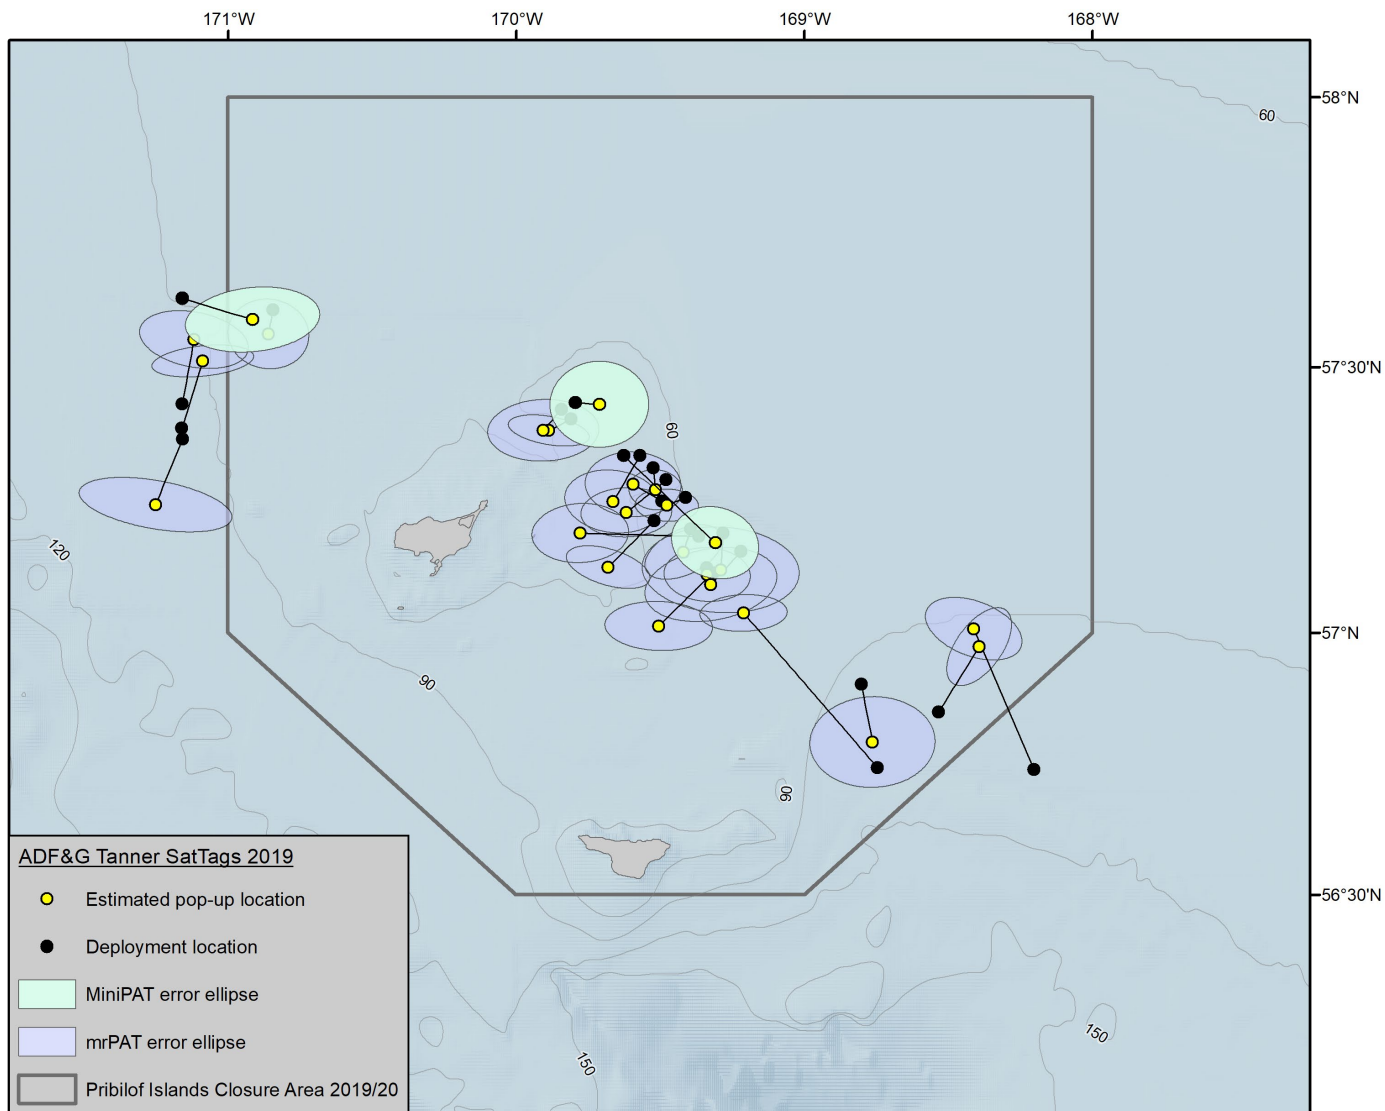 171°W 170°W 169°W 168°W
58°N
60
57°30'N
60
120
57°N
90
90
56°30'N
150
150
ADF&G Tanner SatTags 2019
Estimated pop-up location
Deployment location
MiniPAT error ellipse
mrPAT error ellipse
Pribilof Islands Closure Area 2019/20